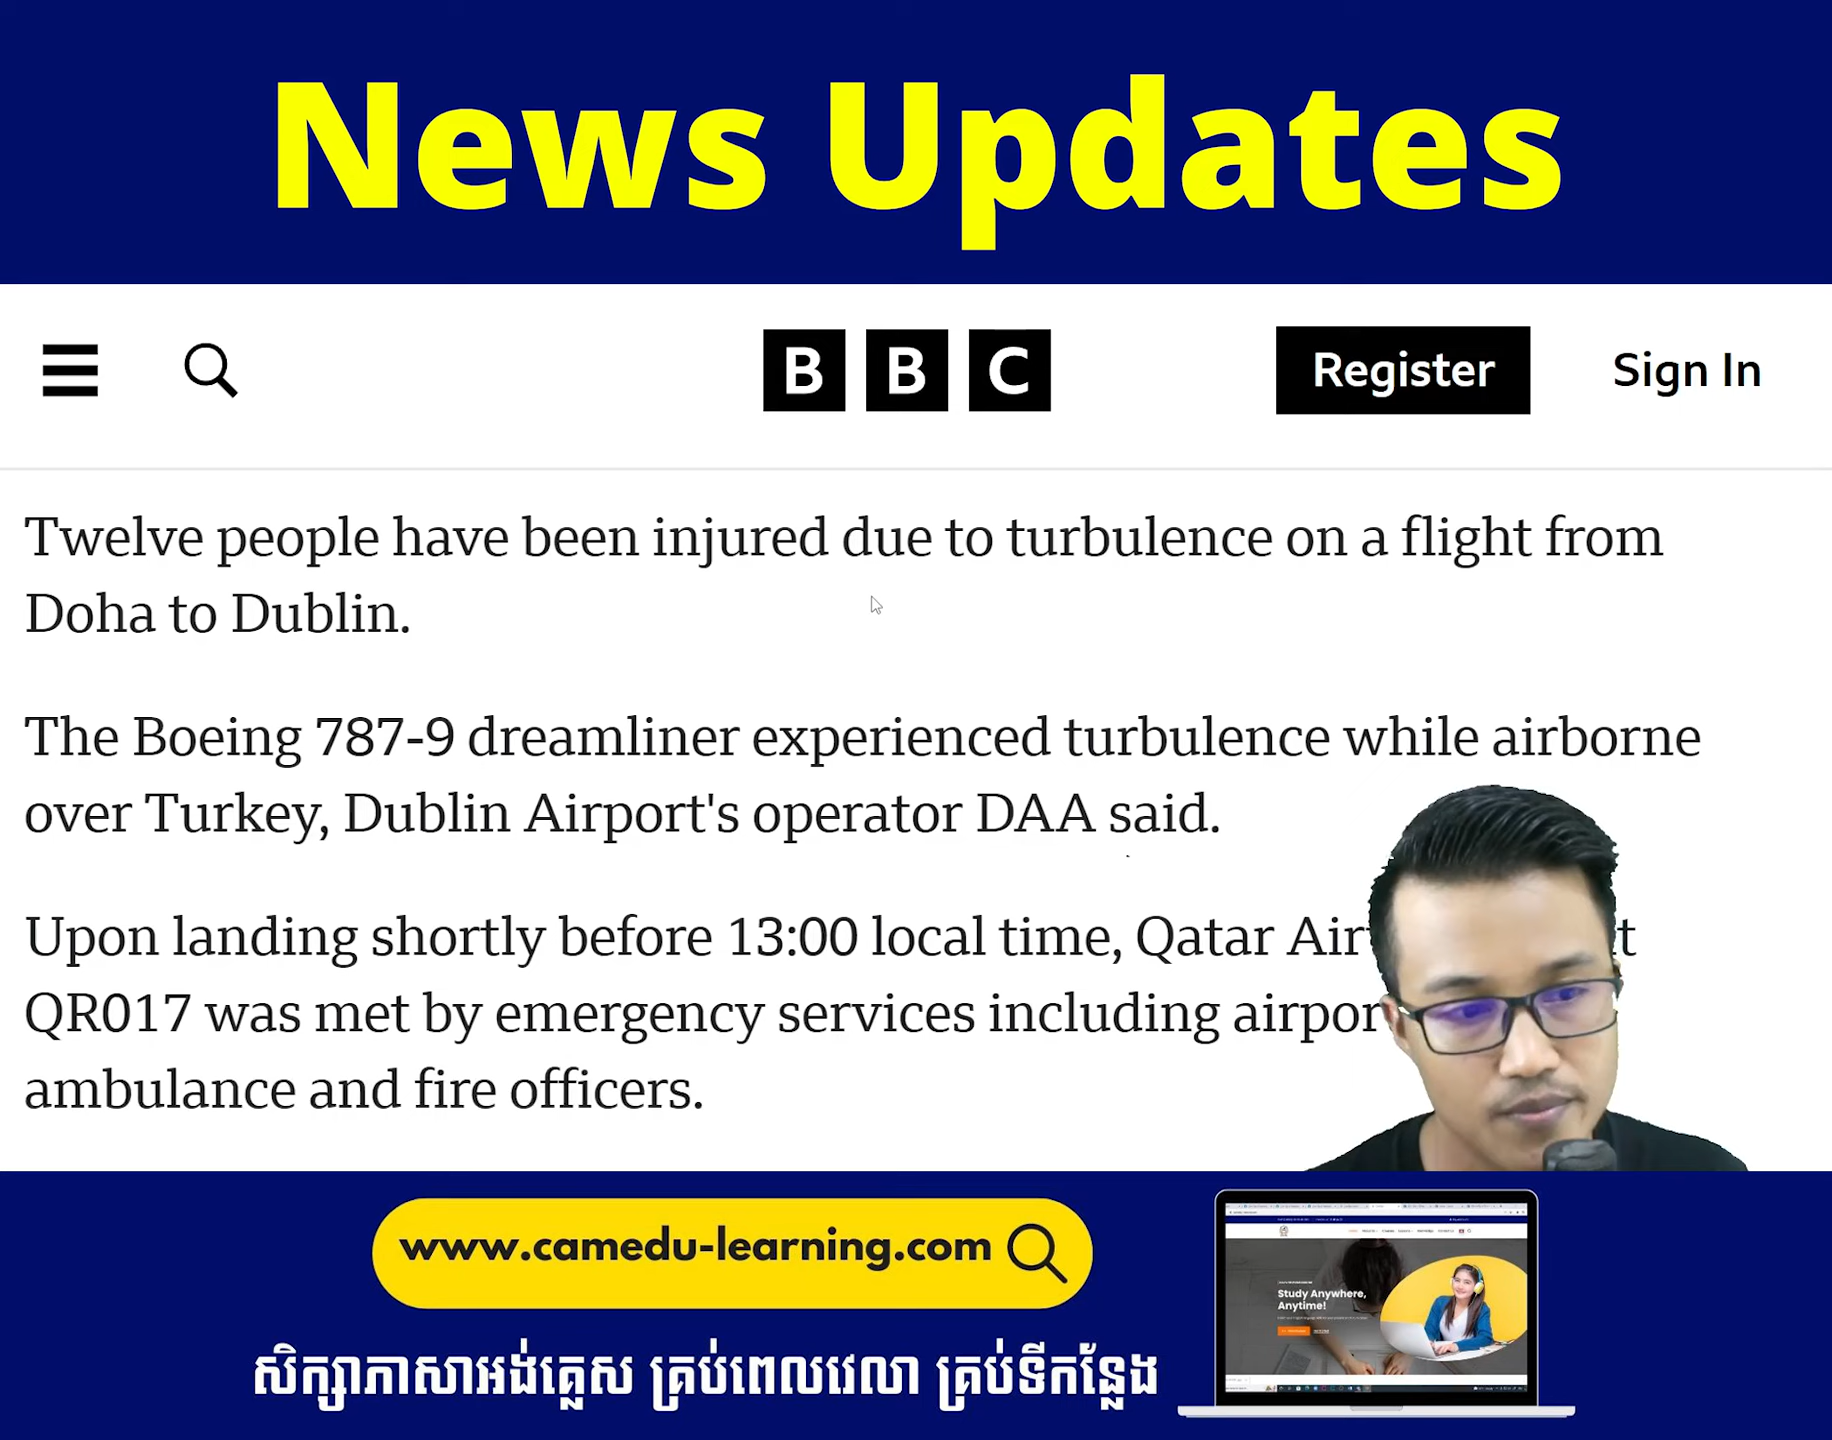 News Updates
BBC
Register
Sign In
Twelve people have been injured due to turbulence on a flight from
Doha to Dublin.
The Boeing 787-9 dreamliner experienced turbulence while airborne
over Turkey, Dublin Airport's operator DAA said.
Upon landing shortly before 13:00 local time, Qatar
QR017 was met by emergency services including
ambulance and fire officers.
www.camedu-learning.com
Study Anywhere,
Anytime!
សិក្សាភាសាអង់គ្លេស គ្រប់ពេលវេលា គ្រប់ទីកន្លែង